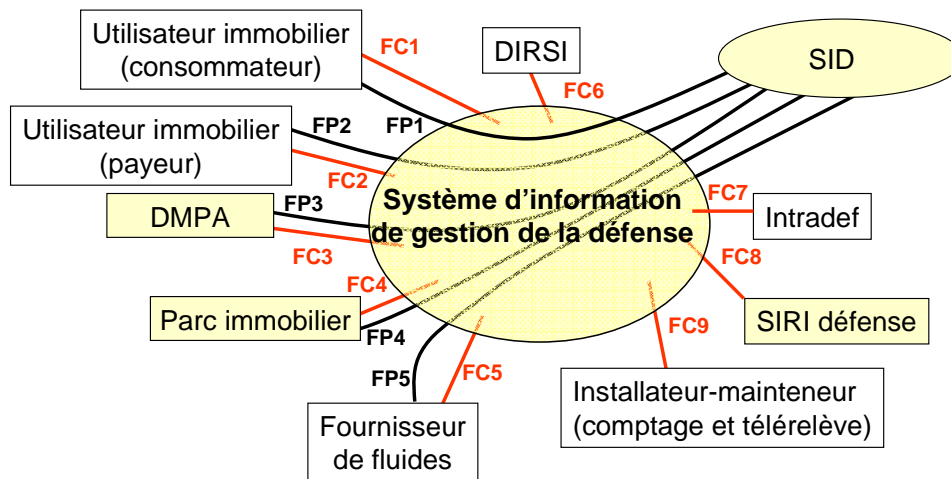 Utilisateur immobilier
(consommateur)
FC1
DIRSI
SID
FC6
Utilisateur immobilier
(payeur)
FP2
FP1
FC2
DMPA
FP3
FC3
Système d’information
de gestion de la défense
FC7
Intradef
FC8
FC4
Parc immobilier
FP4
SIRI défense
FC9
FP5
FC5
Fournisseur
de fluides
Installateur-mainteneur
(comptage et télérelève)